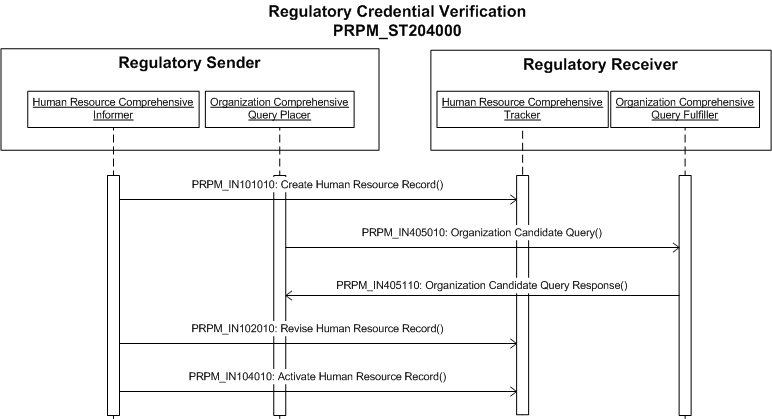 Regulatory Credential Verification
PRPM_ST204000
Regulatory Sender
Regulatory Receiver
Human Resource Comprehensive
Informer
Organization Comprehensive
Query Placer
Human Resource Comprehensive
Tracker
Organization Comprehensive
Query Fulfiller
PRPM_IN101010: Create Human Resource Record()
PRPM_IN405010: Organization Candidate Query()
PRPM_IN405110: Organization Candidate Query Response()
PRPM_IN102010: Revise Human Resource Record()
PRPM_IN104010: Activate Human Resource Record()